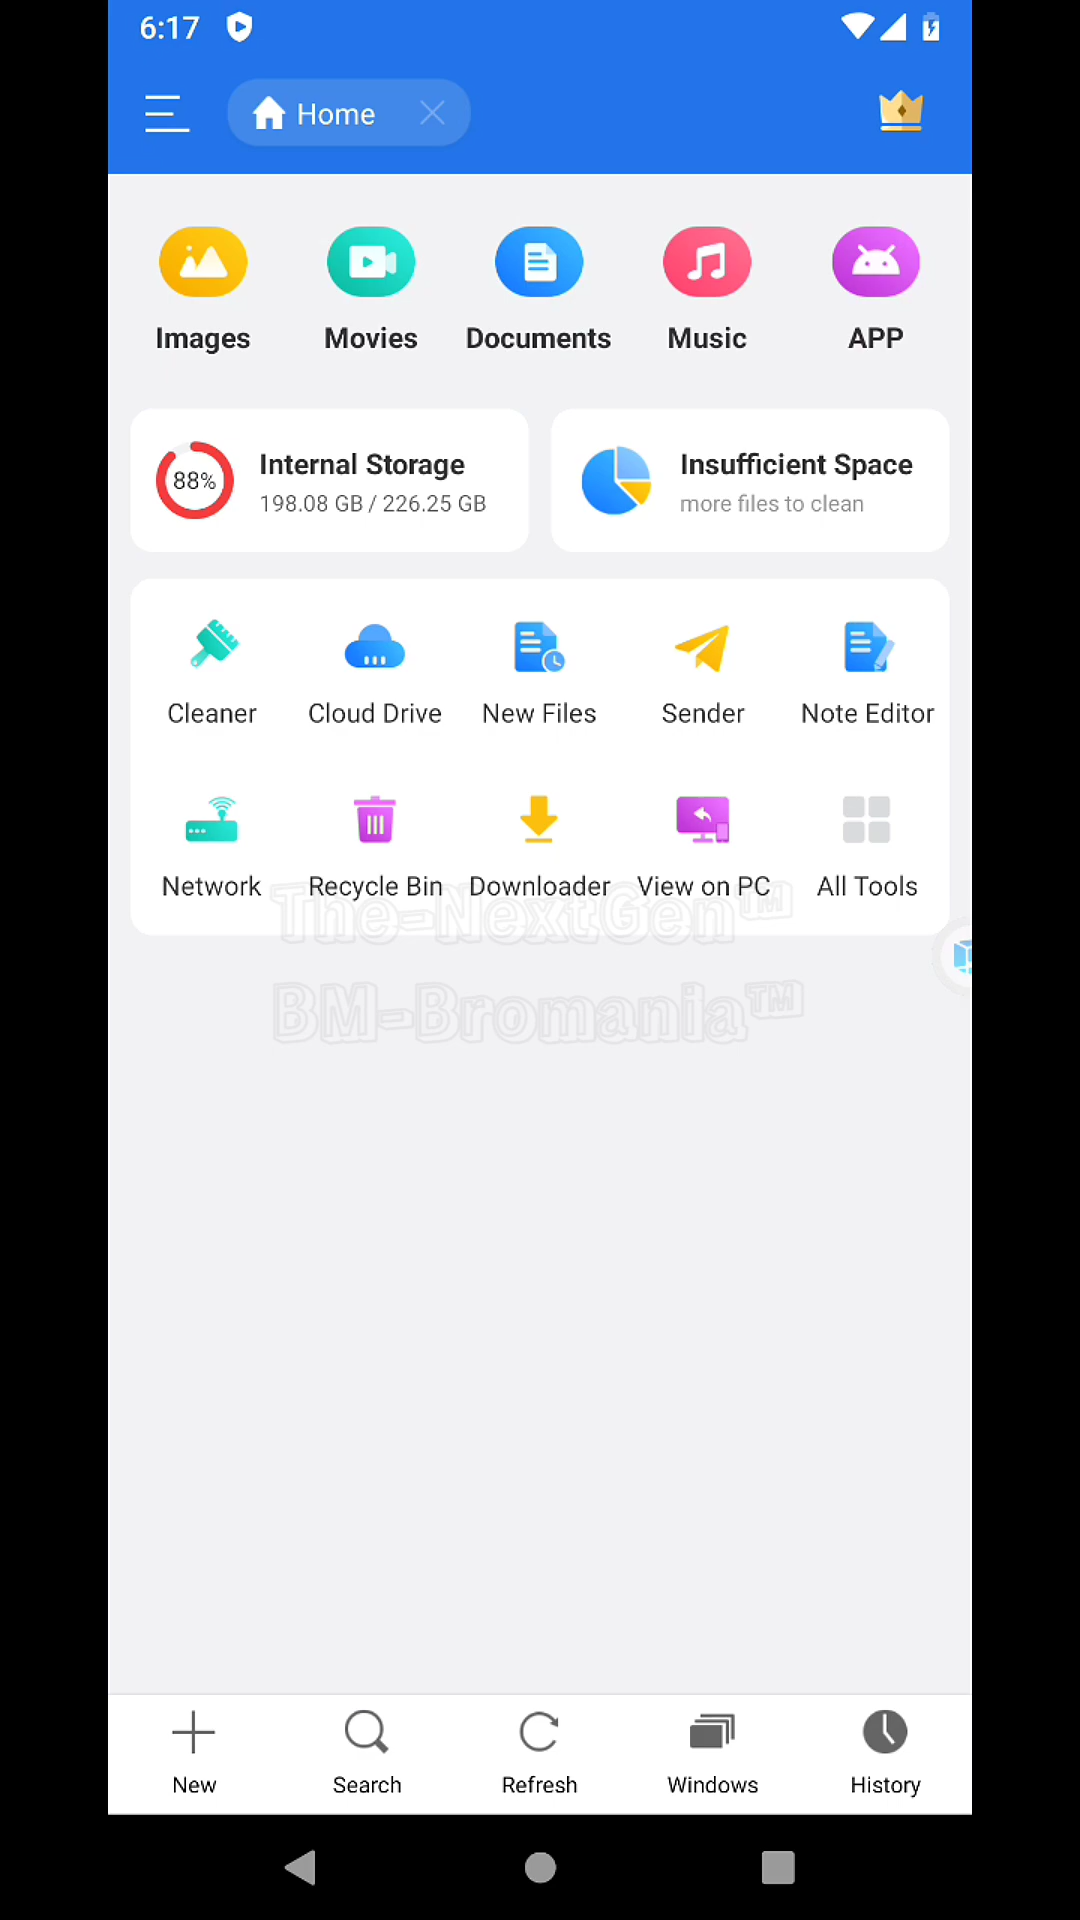 6:17
Home
Images Movies Documents Music APP
88%
Internal Storage
198.08 GB / 226.25 GB
Insufficient Space
more files to clean
Cleaner Cloud Drive New Files Sender Note Editor
Network Recycle Bin Downloader View on PC All Tools
The-NextGen™
BM-Bromania™
New Search Refresh Windows History